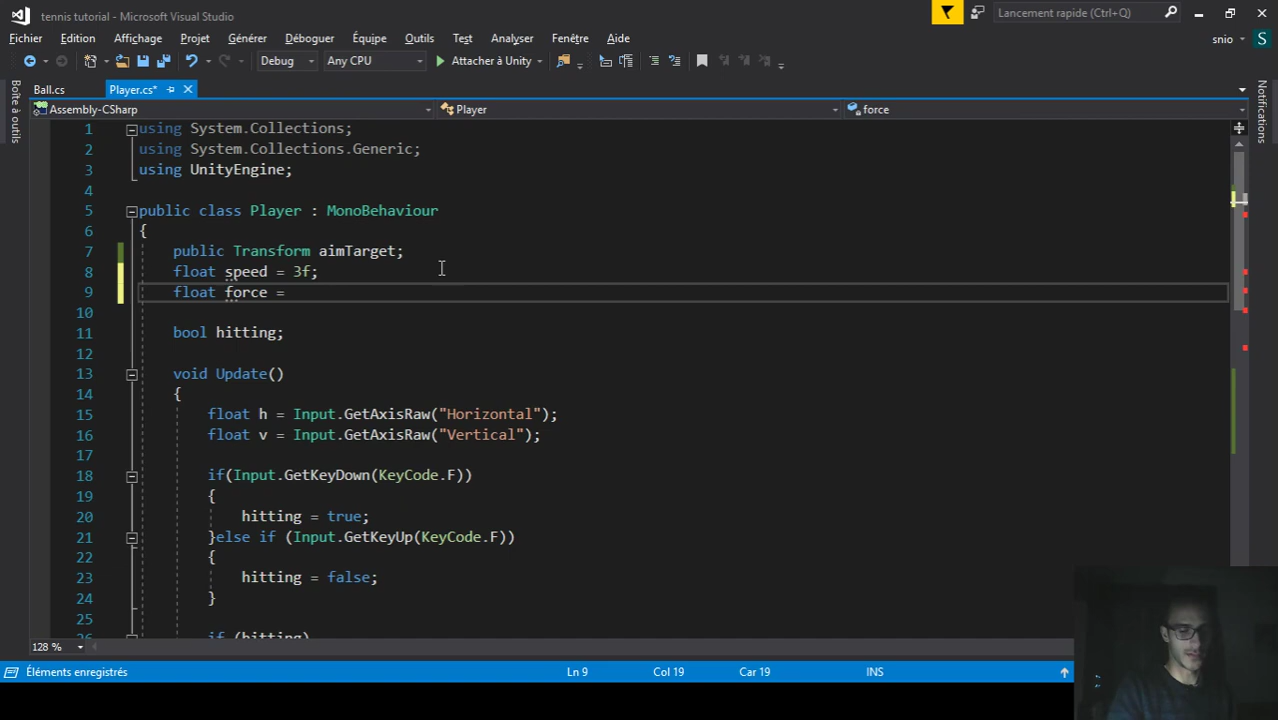 tennis tutorial - Microsoft Visual Studio
Lancement rapide (Ctrl+Q)
Fichier Edition Affichage Projet Générer Déboguer Équipe Outils Test Analyser Fenêtre Aide
snio S
Debug Any CPU Attacher à Unity
Boîte à outils
Ball.cs Player.cs*
Notifications
Assembly-CSharp Player force
1 using System.Collections;
2 using System.Collections.Generic;
3 using UnityEngine;
4
5 public class Player : MonoBehaviour
6 {
7 public Transform aimTarget;
8 float speed = 3f;
9 float force =
10
11 bool hitting;
12
13 void Update()
14 {
15 float h = Input.GetAxisRaw("Horizontal");
16 float v = Input.GetAxisRaw("Vertical");
17
18 if(Input.GetKeyDown(KeyCode.F))
19 {
20 hitting = true;
21 }else if (Input.GetKeyUp(KeyCode.F))
22 {
23 hitting = false;
24 }
25
26 if (hitting)
128 %
Éléments enregistrés Ln 9 Col 19 Car 19 INS